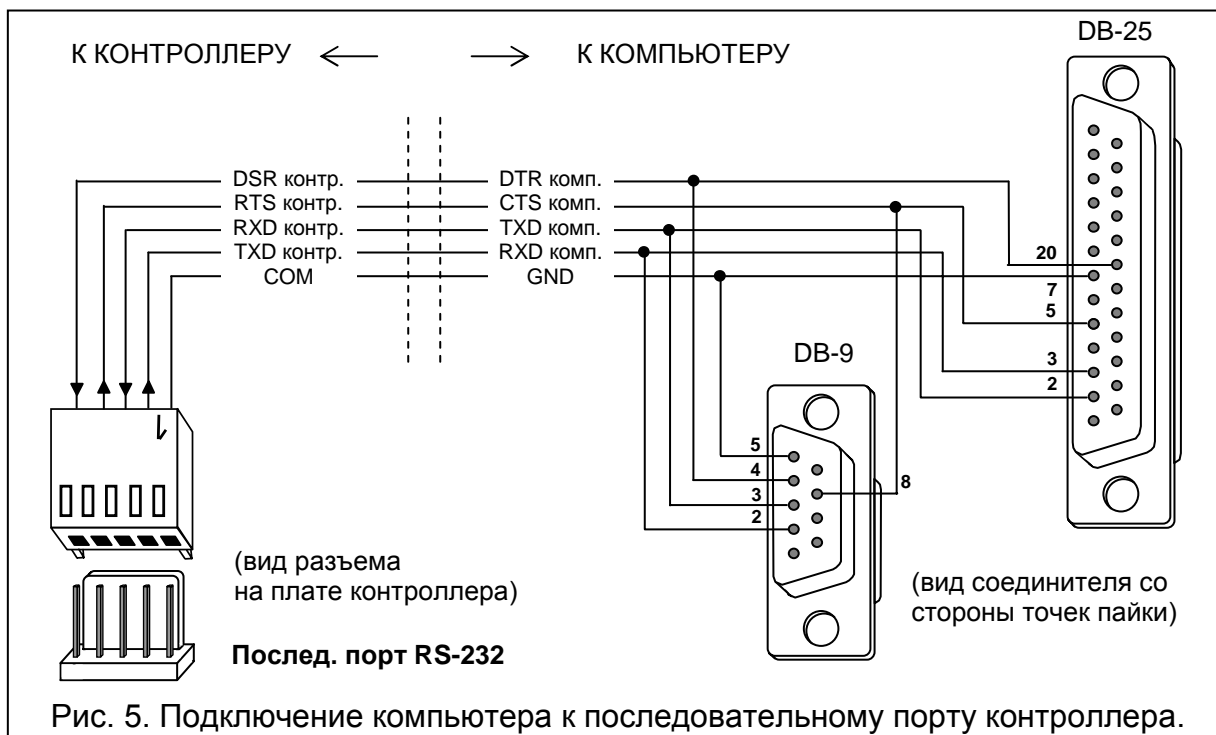 К КОНТРОЛЛЕРУ
К КОМПЬЮТЕРУ
DB-25
DSR контр.
DTR комп.
RTS контр.
CTS комп.
RXD контр.
TXD комп.
TXD контр.
RXD комп.
COM
GND
20
7
5
3
2
DB-9
5
4
3
2
8
(вид разъема
на плате контроллера)
(вид соединителя со
стороны точек пайки)
Послед. порт RS-232
Рис. 5. Подключение компьютера к последовательному порту контроллера.